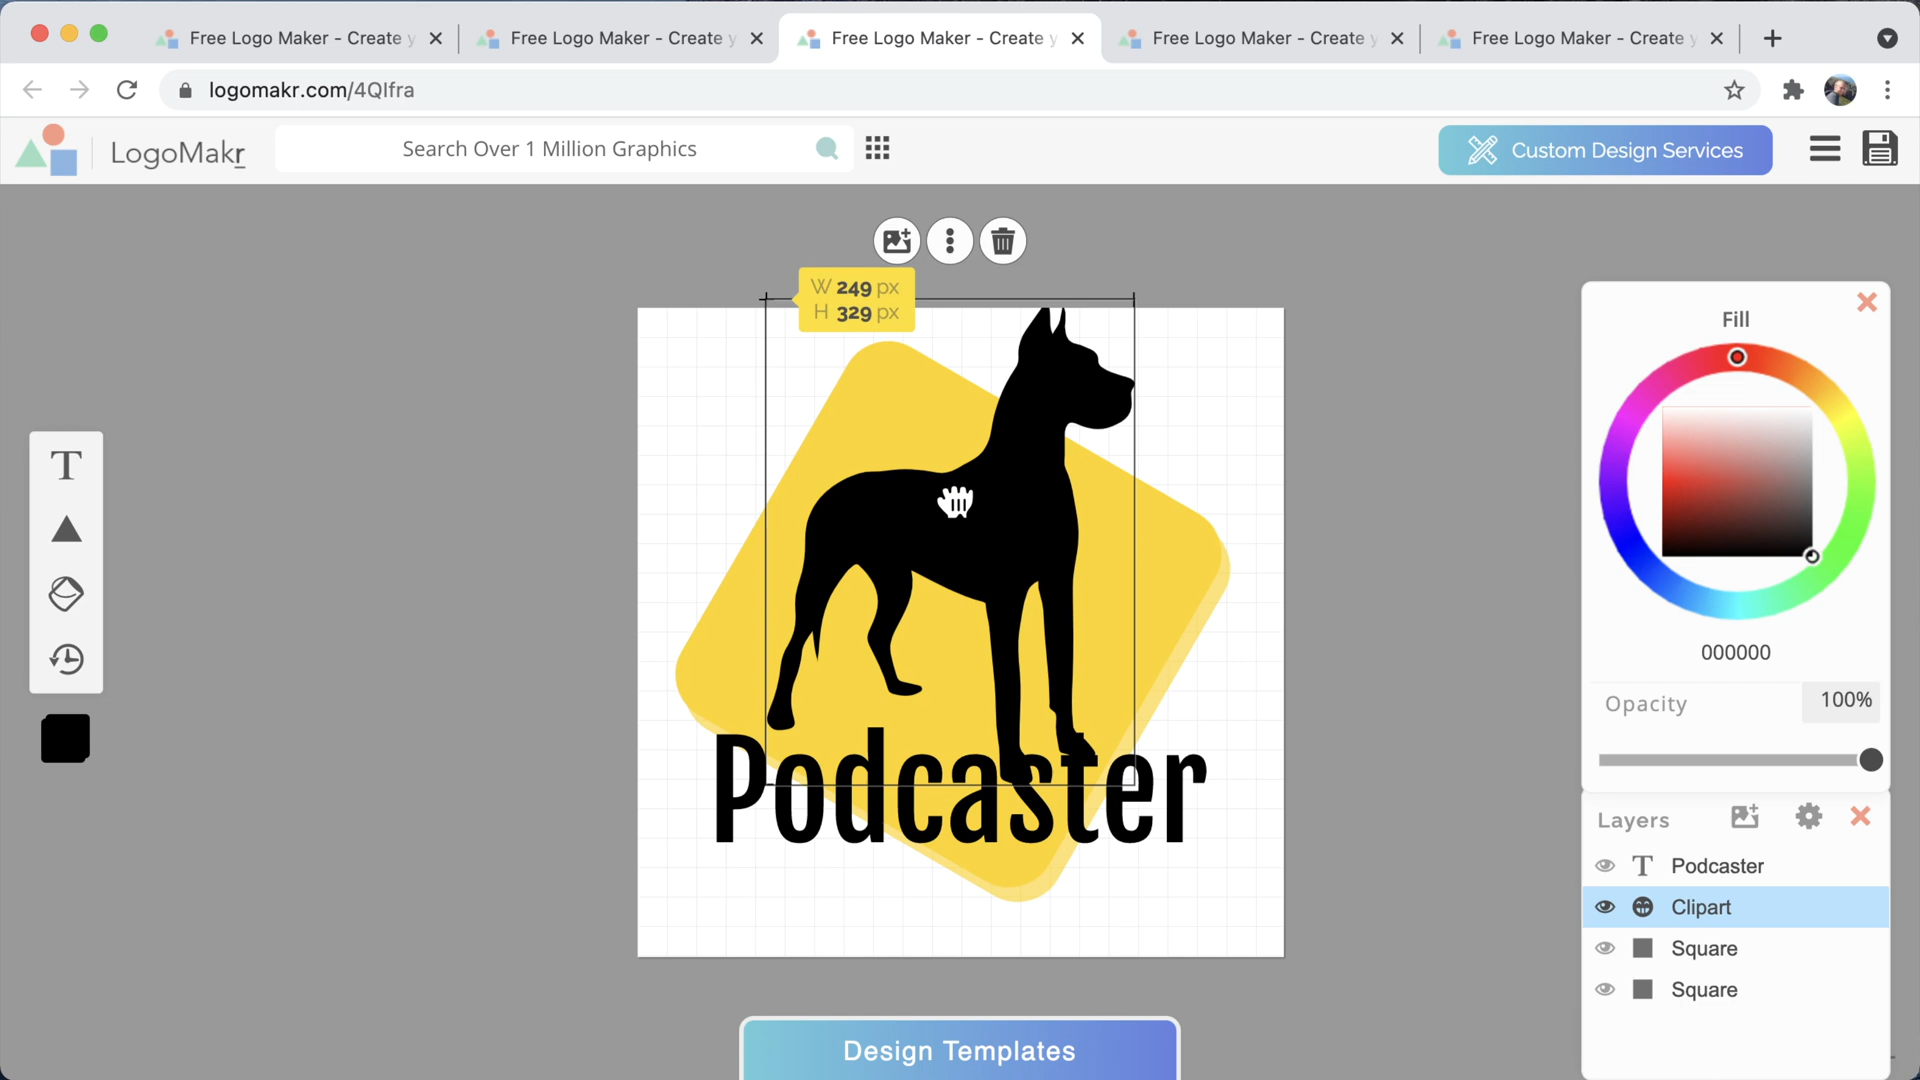 Free Logo Maker - Create y
Free Logo Maker - Create y
Free Logo Maker - Create y
Free Logo Maker - Create y
Free Logo Maker - Create y
logomakr.com/4QIfra
LogoMakr
Search Over 1 Million Graphics
Custom Design Services
W 249 px
H 329 px
Fill
000000
Opacity 100%
Podcaster
Layers
T Podcaster
Clipart
Square
Square
T
Design Templates